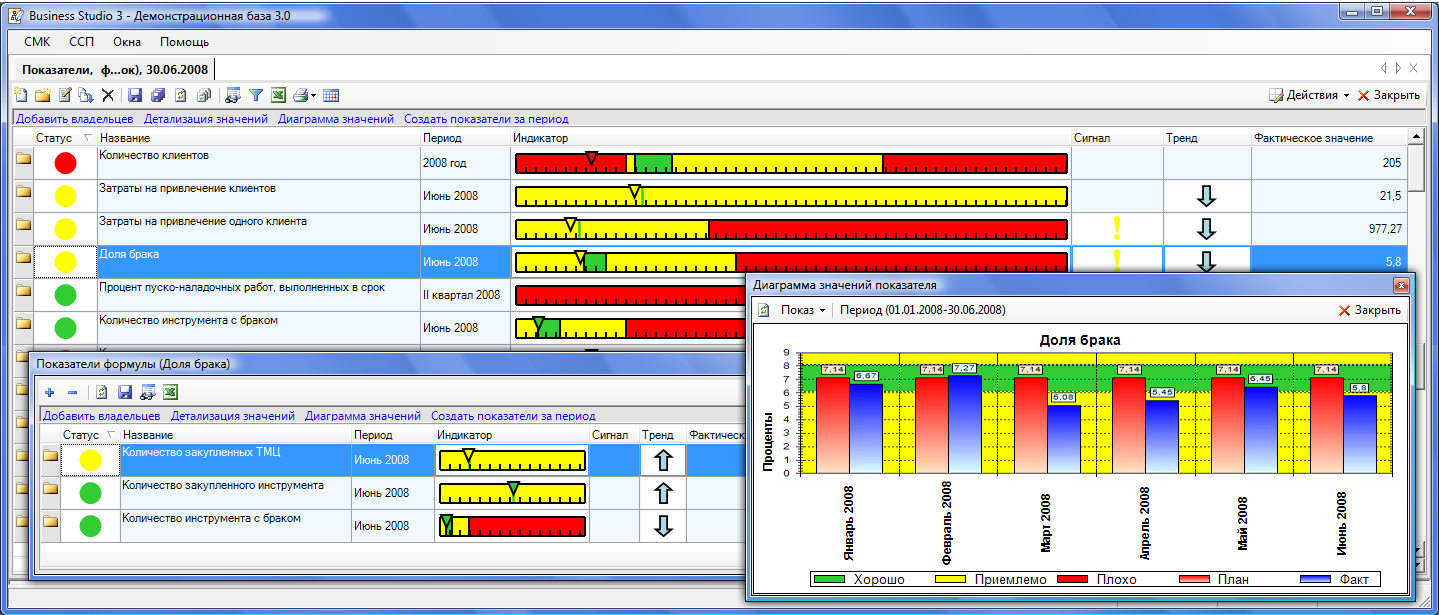 Business Studio 3 - Демонстрационная база 3.0
СМК ССП Окна Помощь
Показатели, ф...ок), 30.06.2008
Действия Закрыть
Добавить владельцев Детализация значений Диаграмма значений Создать показатели за период
Статус Название Период Индикатор Сигнал Тренд Фактическое значение
Количество клиентов 2008 год 205
Затраты на привлечение клиентов Июнь 2008 21,5
Затраты на привлечение одного клиента Июнь 2008 ! 977,27
Доля брака Июнь 2008 ! 5,8
Процент пуско-наладочных работ, выполненных в срок II квартал 2008
Количество инструмента с браком Июнь 2008
Показатели формулы (Доля брака)
Добавить владельцев Детализация значений Диаграмма значений Создать показатели за период
Статус Название Период Индикатор Сигнал Тренд Фактическ
Количество закупленных ТМЦ Июнь 2008
Количество закупленного инструмента Июнь 2008
Количество инструмента с браком Июнь 2008
Диаграмма значений показателя
Показ Период (01.01.2008-30.06.2008) Закрыть
Доля брака
Проценты
9
8
7
6
5
4
3
2
1
0
7,14 6,67 7,14 7,27 7,14 5,08 7,14 5,45 7,14 6,45 7,14 5,8
Январь 2008 Февраль 2008 Март 2008 Апрель 2008 Май 2008 Июнь 2008
Хорошо Приемлемо Плохо План Факт